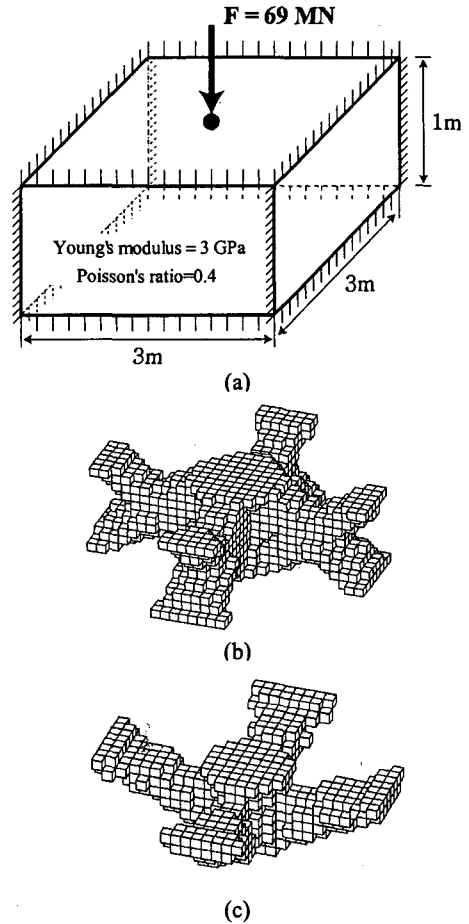 F = 69 MN
1m
Young's modulus = 3 GPa
Poisson's ratio=0.4
3m
3m
(a)
(b)
(c)